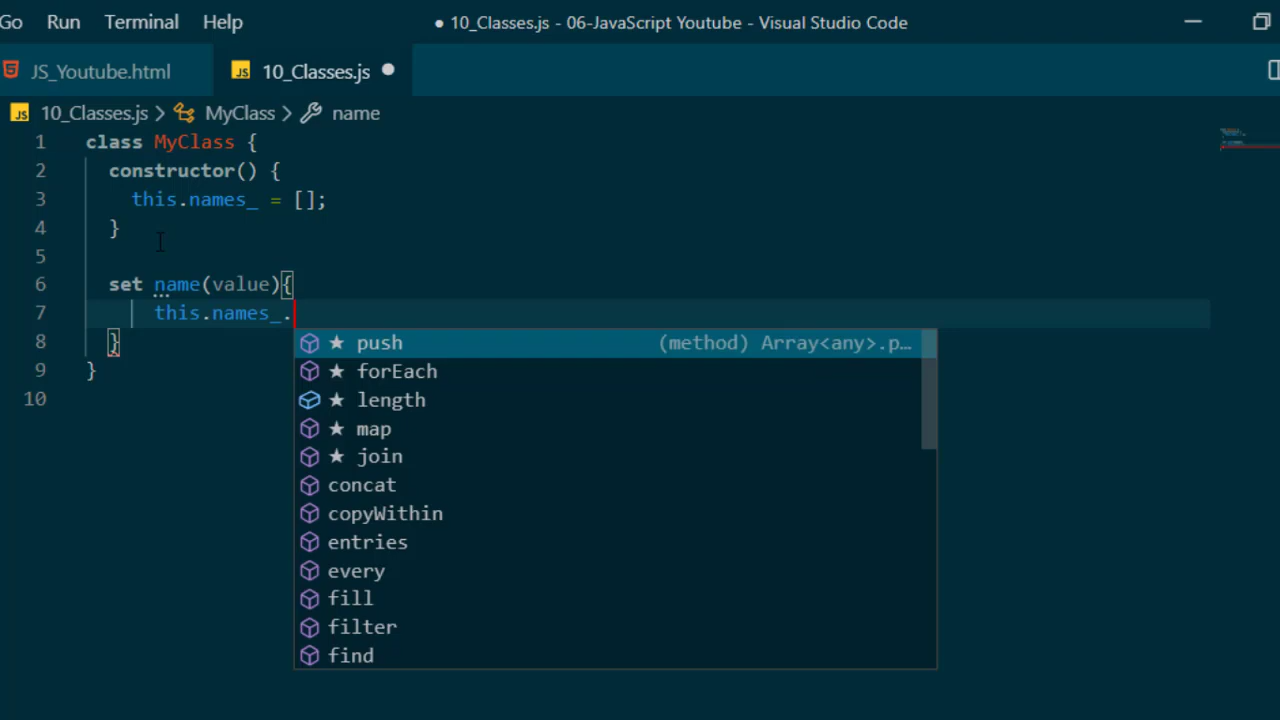 Go Run Terminal Help ● 10_Classes.js - 06-JavaScript Youtube - Visual Studio Code
JS_Youtube.html JS 10_Classes.js
JS 10_Classes.js > MyClass > name
1 class MyClass {
2 constructor() {
3 this.names_ = [];
4 }
5
6 set name(value){
7 this.names_.
8 }
9 }
10
★ push (method) Array<any>.p…
★ forEach
★ length
★ map
★ join
concat
copyWithin
entries
every
fill
filter
find